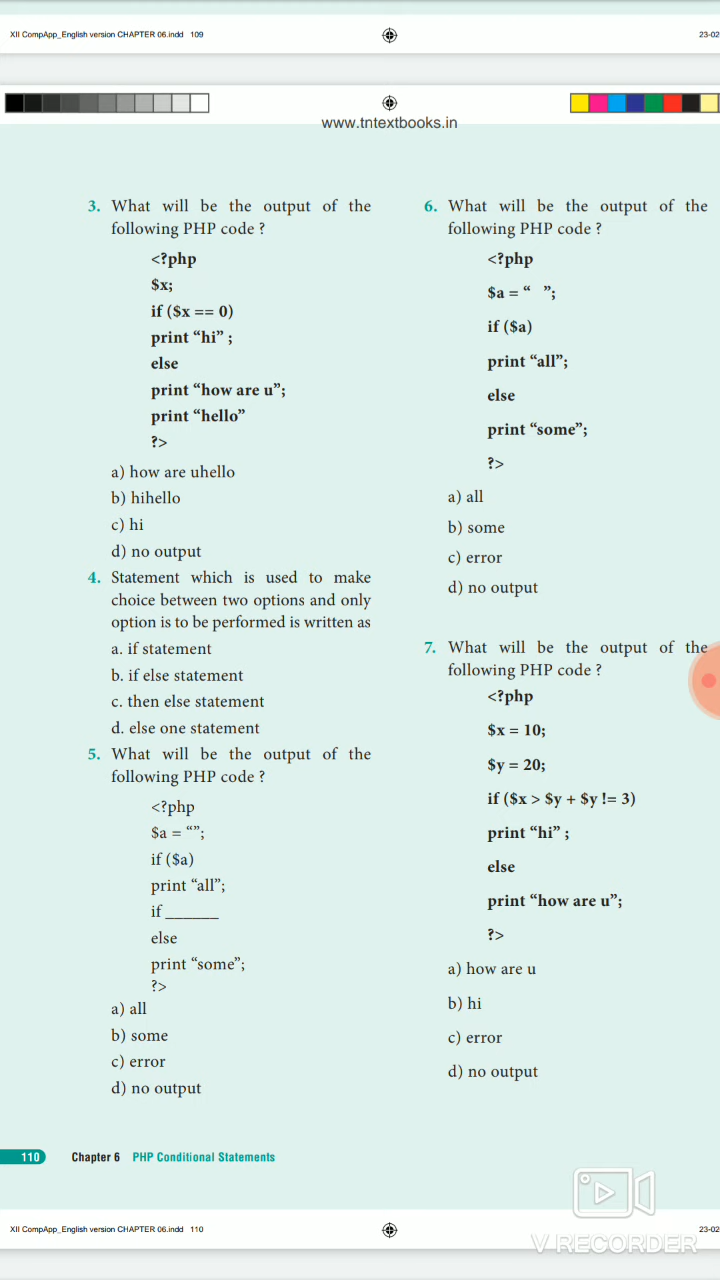 XII CompApp_English version CHAPTER 06.indd 109
23-02
www.tntextbooks.in
3. What will be the output of the
following PHP code ?
<?php
$x;
if ($x == 0)
print “hi” ;
else
print “how are u”;
print “hello”
?>
a) how are uhello
b) hihello
c) hi
d) no output
4. Statement which is used to make
choice between two options and only
option is to be performed is written as
a. if statement
b. if else statement
c. then else statement
d. else one statement
5. What will be the output of the
following PHP code ?
<?php
$a = “”;
if ($a)
print “all”;
if ______
else
print “some”;
?>
a) all
b) some
c) error
d) no output
6. What will be the output of the
following PHP code ?
<?php
$a = “ ”;
if ($a)
print “all”;
else
print “some”;
?>
a) all
b) some
c) error
d) no output
7. What will be the output of the
following PHP code ?
<?php
$x = 10;
$y = 20;
if ($x > $y + $y != 3)
print “hi” ;
else
print “how are u”;
?>
a) how are u
b) hi
c) error
d) no output
110 Chapter 6 PHP Conditional Statements
XII CompApp_English version CHAPTER 06.indd 110
23-02
V RECORDER